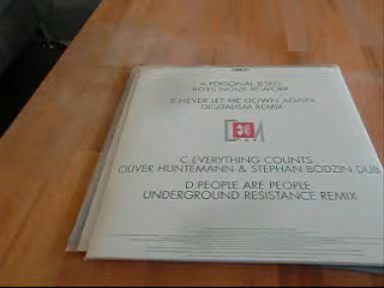 A.PERSONAL JESUS
BOYS NOIZE REWORK
B.NEVER LET ME DOWN AGAIN
DIGITALISM REMIX
D M
C.EVERYTHING COUNTS
OLIVER HUNTEMANN & STEPHAN BODZIN DUB
D.PEOPLE ARE PEOPLE
UNDERGROUND RESISTANCE REMIX